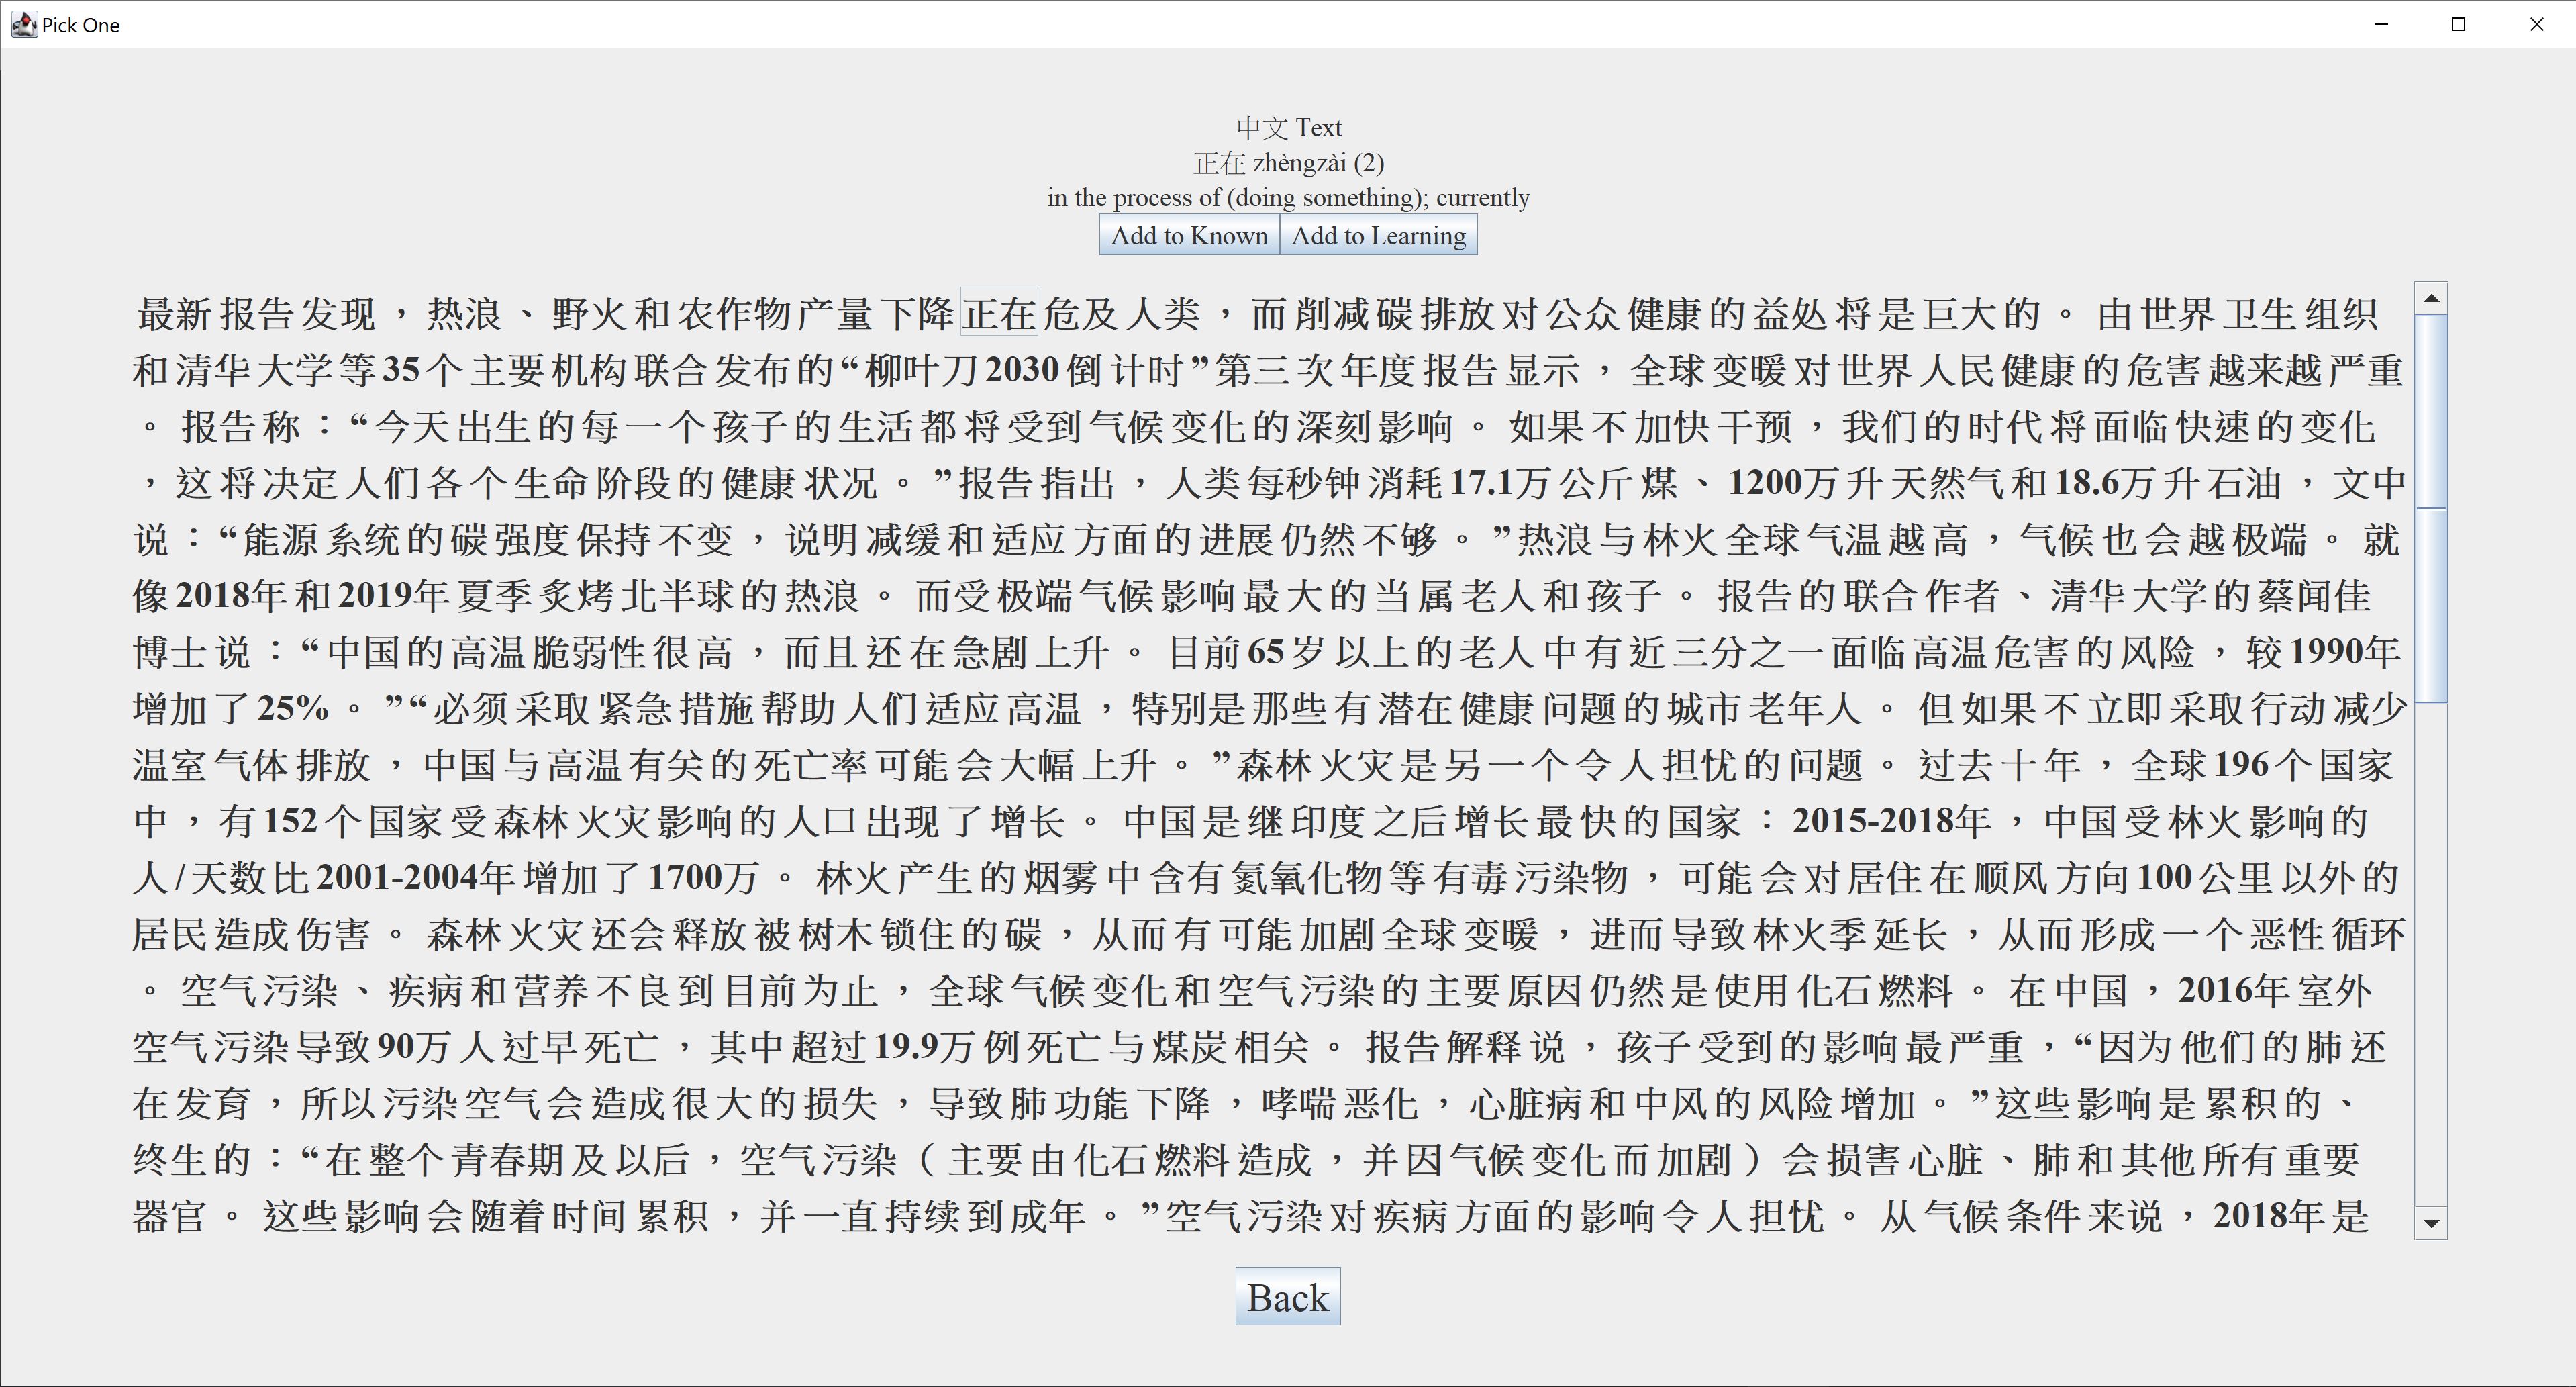 Pick One
中文 Text
正在 zhèngzài (2)
in the process of (doing something); currently
Add to Known Add to Learning
最新报告发现，热浪、野火和农作物产量下降正在危及人类，而削减碳排放对公众健康的益处将是巨大的。由世界卫生组织
和清华大学等35个主要机构联合发布的“柳叶刀2030倒计时”第三次年度报告显示，全球变暖对世界人民健康的危害越来越严重
。报告称：“今天出生的每一个孩子的生活都将受到气候变化的深刻影响。如果不加快干预，我们的时代将面临快速的变化
，这将决定人们各个生命阶段的健康状况。”报告指出，人类每秒钟消耗17.1万公斤煤、1200万升天然气和18.6万升石油，文中
说：“能源系统的碳强度保持不变，说明减缓和适应方面的进展仍然不够。”热浪与林火全球气温越高，气候也会越极端。就
像2018年和2019年夏季炙烤北半球的热浪。而受极端气候影响最大的当属老人和孩子。报告的联合作者、清华大学的蔡闻佳
博士说：“中国的高温脆弱性很高，而且还在急剧上升。目前65岁以上的老人中有近三分之一面临高温危害的风险，较1990年
增加了25%。”“必须采取紧急措施帮助人们适应高温，特别是那些有潜在健康问题的城市老年人。但如果不立即采取行动减少
温室气体排放，中国与高温有关的死亡率可能会大幅上升。”森林火灾是另一个令人担忧的问题。过去十年，全球196个国家
中，有152个国家受森林火灾影响的人口出现了增长。中国是继印度之后增长最快的国家：2015-2018年，中国受林火影响的
人/天数比2001-2004年增加了1700万。林火产生的烟雾中含有氮氧化物等有毒污染物，可能会对居住在顺风方向100公里以外的
居民造成伤害。森林火灾还会释放被树木锁住的碳，从而有可能加剧全球变暖，进而导致林火季延长，从而形成一个恶性循环
。空气污染、疾病和营养不良到目前为止，全球气候变化和空气污染的主要原因仍然是使用化石燃料。在中国，2016年室外
空气污染导致90万人过早死亡，其中超过19.9万例死亡与煤炭相关。报告解释说，孩子受到的影响最严重，“因为他们的肺还
在发育，所以污染空气会造成很大的损失，导致肺功能下降，哮喘恶化，心脏病和中风的风险增加。”这些影响是累积的、
终生的：“在整个青春期及以后，空气污染（主要由化石燃料造成，并因气候变化而加剧）会损害心脏、肺和其他所有重要
器官。这些影响会随着时间累积，并一直持续到成年。”空气污染对疾病方面的影响令人担忧。从气候条件来说，2018年是
Back